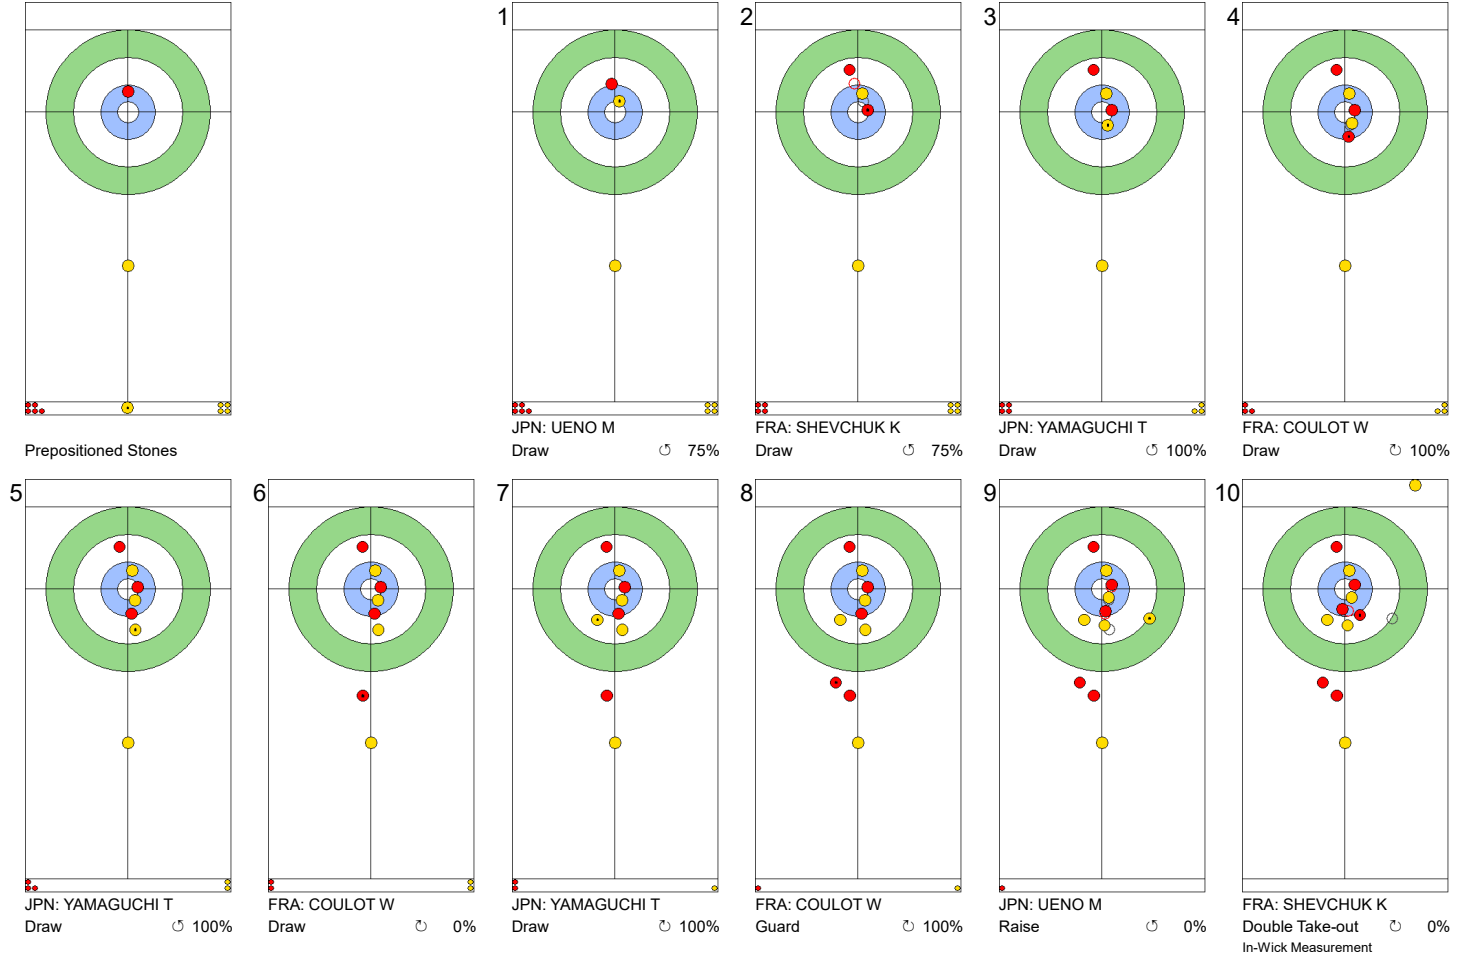 1
2
3
4
Prepositioned Stones
JPN: UENO M
Draw 75%
FRA: SHEVCHUK K
Draw 75%
JPN: YAMAGUCHI T
Draw 100%
FRA: COULOT W
Draw 100%
5
6
7
8
9
10
JPN: YAMAGUCHI T
Draw 100%
FRA: COULOT W
Draw 0%
JPN: YAMAGUCHI T
Draw 100%
FRA: COULOT W
Guard 100%
JPN: UENO M
Raise 0%
FRA: SHEVCHUK K
Double Take-out 0%
In-Wick Measurement